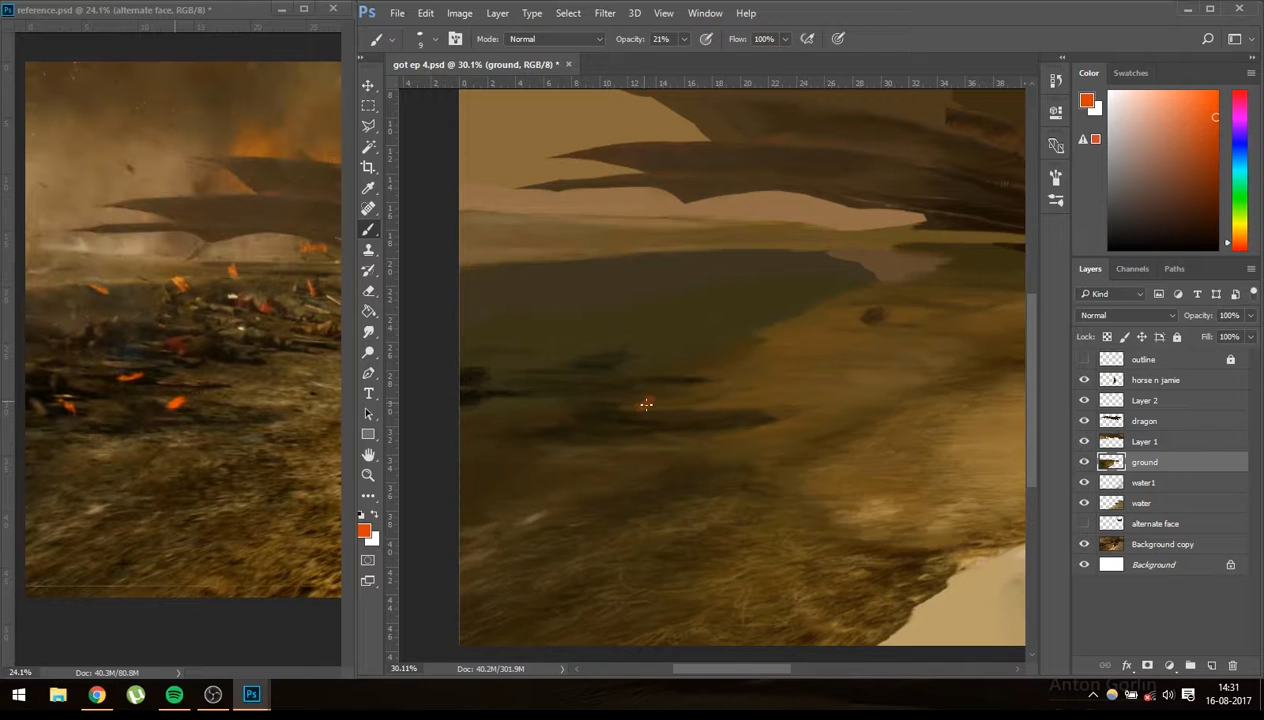 reference.psd @ 24.1% (alternate face, RGB/8) *
Ps File Edit Image Layer Type Select Filter 3D View Window Help
9 Mode: Normal Opacity: 21% Flow: 100%
got ep 4.psd @ 30.1% (ground, RGB/8) *
Color Swatches
Layers Channels Paths
Kind
Normal Opacity: 100%
Lock: Fill: 100%
outline
horse n jamie
Layer 2
dragon
Layer 1
ground
water1
water
alternate face
Background copy
Background
24.1% Doc: 40.3M/80.8M
30.11% Doc: 40.2M/301.9M
Anton Gorlin
14:31
16-08-2017